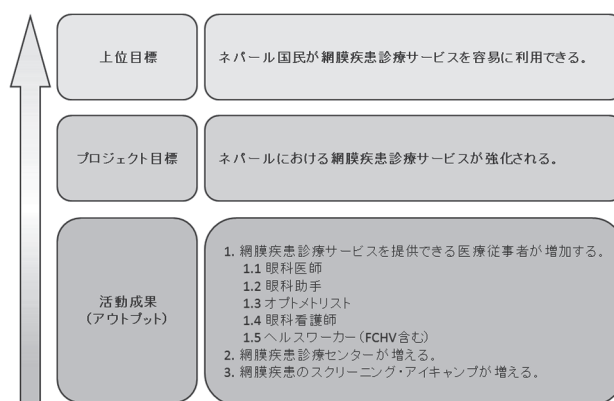 上位目標
ネパール国民が網膜疾患診療サービスを容易に利用できる。
プロジェクト目標
ネパールにおける網膜疾患診療サービスが強化される。
活動成果
(アウトプット)
1. 網膜疾患診療サービスを提供できる医療従事者が増加する。
1.1 眼科医師
1.2 眼科助手
1.3 オプトメトリスト
1.4 眼科看護師
1.5 ヘルスワーカー(FCHV含む)
2. 網膜疾患診療センターが増える。
3. 網膜疾患のスクリーニング・アイキャンプが増える。